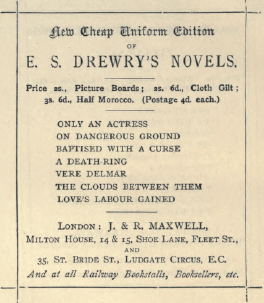 New Cheap Uniform Edition
OF
E. S. DREWRY'S NOVELS.
Price 2s., Picture Boards; 2s. 6d., Cloth Gilt;
3s. 6d., Half Morocco. (Postage 4d. each.)
ONLY AN ACTRESS
ON DANGEROUS GROUND
BAPTISED WITH A CURSE
A DEATH-RING
VERE DELMAR
THE CLOUDS BETWEEN THEM
LOVE'S LABOUR GAINED
LONDON: J. & R. MAXWELL,
MILTON HOUSE, 14 & 15, SHOE LANE, FLEET ST.,
AND
35, ST. BRIDE ST., LUDGATE CIRCUS, E.C.
And at all Railway Bookstalls, Booksellers, etc.